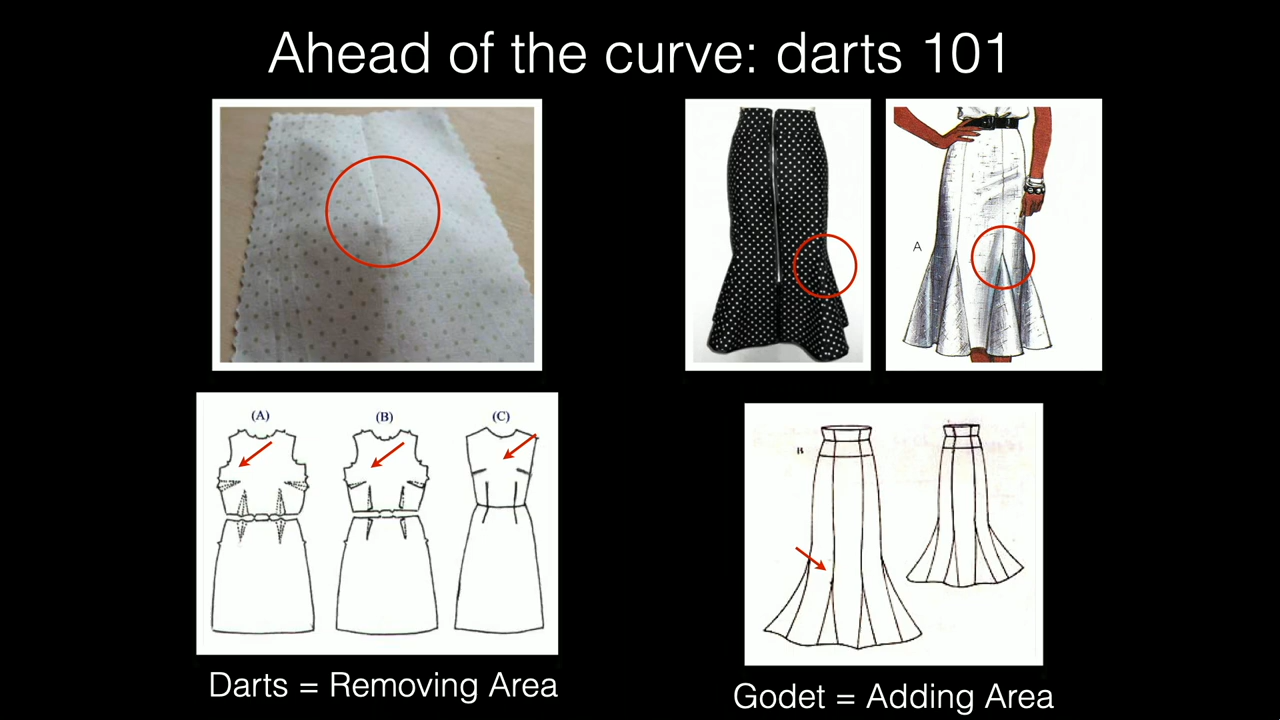 Ahead of the curve: darts 101
A
(A)
(B)
(C)
B
Darts = Removing Area
Godet = Adding Area